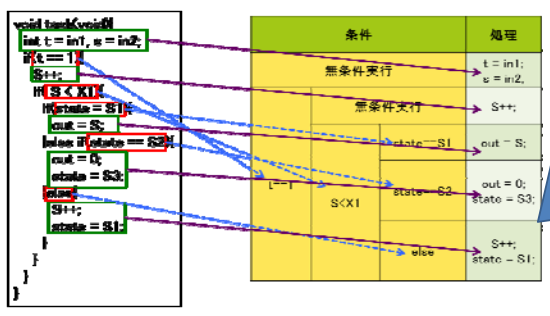 void task(void){
int t = in1, s = in2;
if(t == 1){
S++;
If( S < X1 ){
If(state = S1){
out = S;
}else if(state == S2){
out = 0;
state = S3;
}else{
S++;
state = S1;
}
}
}
}
条件 処理
無条件実行 t = in1;
s = in2,
t==1 無条件実行 S++;
S<X1 state==S1 out = S;
state==S2 out = 0;
state = S3;
else S++;
state = S1;